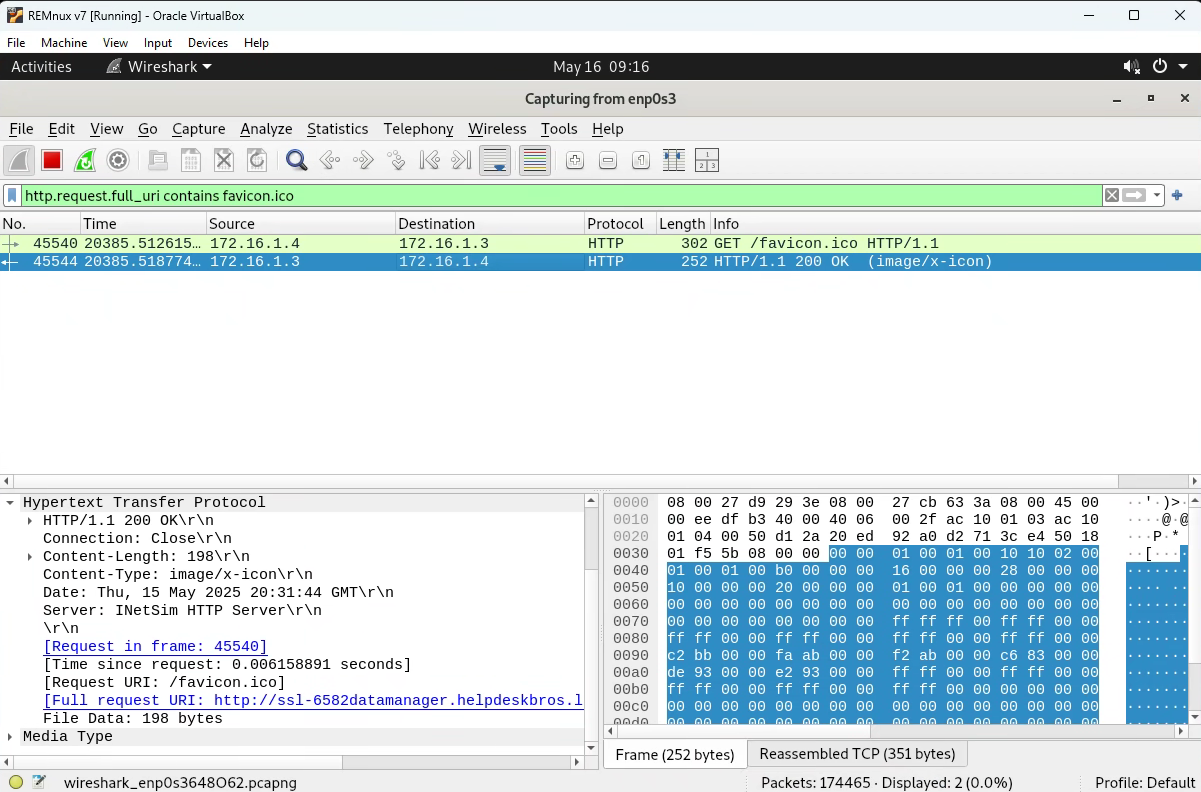 REMnux v7 [Running] - Oracle VirtualBox
File Machine View Input Devices Help
Activities Wireshark May 16 09:16
Capturing from enp0s3
File Edit View Go Capture Analyze Statistics Telephony Wireless Tools Help
http.request.full_uri contains favicon.ico
No. Time Source Destination Protocol Length Info
45540 20385.512615… 172.16.1.4 172.16.1.3 HTTP 302 GET /favicon.ico HTTP/1.1
45544 20385.518774… 172.16.1.3 172.16.1.4 HTTP 252 HTTP/1.1 200 OK (image/x-icon)
Hypertext Transfer Protocol
HTTP/1.1 200 OK\r\n
Connection: Close\r\n
Content-Length: 198\r\n
Content-Type: image/x-icon\r\n
Date: Thu, 15 May 2025 20:31:44 GMT\r\n
Server: INetSim HTTP Server\r\n
\r\n
[Request in frame: 45540]
[Time since request: 0.006158891 seconds]
[Request URI: /favicon.ico]
[Full request URI: http://ssl-6582datamanager.helpdeskbros.l
File Data: 198 bytes
Media Type
0000 08 00 27 d9 29 3e 08 00 27 cb 63 3a 08 00 45 00 ··')>·
0010 00 ee df b3 40 00 40 06 00 2f ac 10 01 03 ac 10 ····@·@
0020 01 04 00 50 d1 2a 20 ed 92 a0 d2 71 3c e4 50 18 ···P·*
0030 01 f5 5b 08 00 00 00 00 01 00 01 00 10 10 02 00 ··[···
0040 01 00 01 00 b0 00 00 00 16 00 00 00 28 00 00 00 ·······
0050 10 00 00 00 20 00 00 00 01 00 01 00 00 00 00 00 ···· ··
0060 00 00 00 00 00 00 00 00 00 00 00 00 00 00 00 00 ·······
0070 00 00 00 00 00 00 00 00 ff ff ff 00 ff ff 00 00 ·······
0080 ff ff 00 00 ff ff 00 00 ff ff 00 00 ff ff 00 00 ·······
0090 c2 bb 00 00 fa ab 00 00 f2 ab 00 00 c6 83 00 00 ·······
00a0 de 93 00 00 e2 93 00 00 ff ff 00 00 ff ff 00 00 ·······
00b0 ff ff 00 00 ff ff 00 00 ff ff 00 00 00 00 00 00 ·······
00c0 00 00 00 00 00 00 00 00 00 00 00 00 00 00 00 00 ·······
00d0 00 00 00 00 00 00 00 00 00 00 00 00 00 00 00 00
Frame (252 bytes) Reassembled TCP (351 bytes)
wireshark_enp0s3648O62.pcapng Packets: 174465 · Displayed: 2 (0.0%) Profile: Default